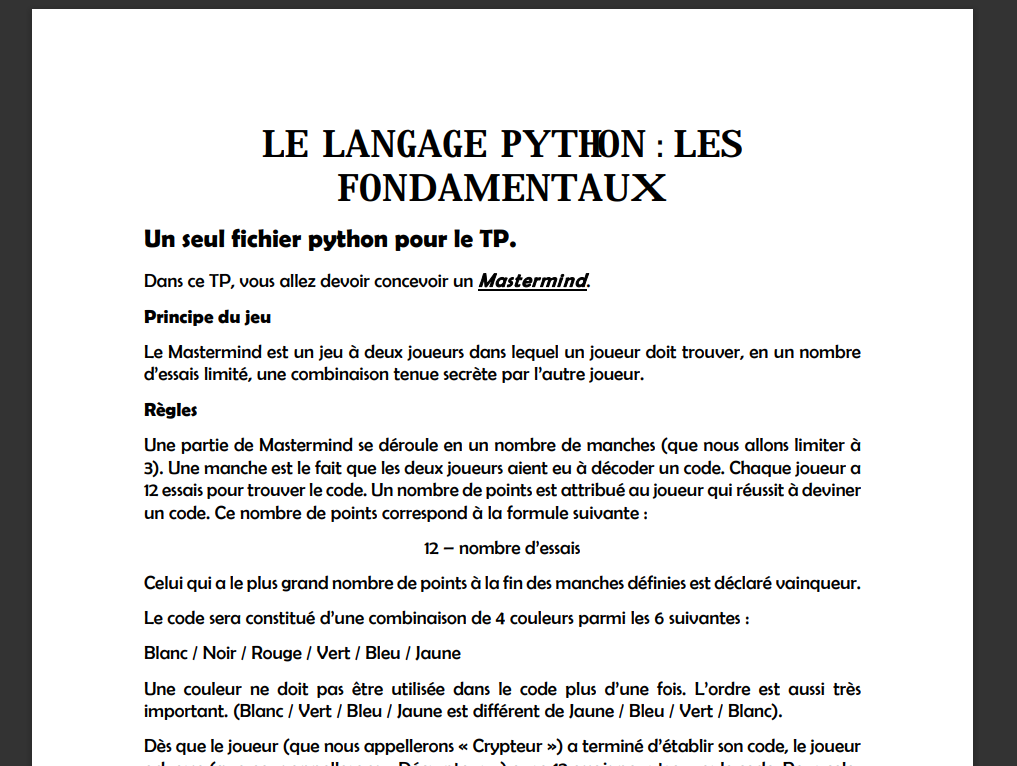 LE LANGAGE PYTHON : LES
FONDAMENTAUX
Un seul fichier python pour le TP.
Dans ce TP, vous allez devoir concevoir un Mastermind.
Principe du jeu
Le Mastermind est un jeu à deux joueurs dans lequel un joueur doit trouver, en un nombre
d’essais limité, une combinaison tenue secrète par l’autre joueur.
Règles
Une partie de Mastermind se déroule en un nombre de manches (que nous allons limiter à
3). Une manche est le fait que les deux joueurs aient eu à décoder un code. Chaque joueur a
12 essais pour trouver le code. Un nombre de points est attribué au joueur qui réussit à deviner
un code. Ce nombre de points correspond à la formule suivante :
12 – nombre d’essais
Celui qui a le plus grand nombre de points à la fin des manches définies est déclaré vainqueur.
Le code sera constitué d’une combinaison de 4 couleurs parmi les 6 suivantes :
Blanc / Noir / Rouge / Vert / Bleu / Jaune
Une couleur ne doit pas être utilisée dans le code plus d’une fois. L’ordre est aussi très
important. (Blanc / Vert / Bleu / Jaune est différent de Jaune / Bleu / Vert / Blanc).
Dès que le joueur (que nous appellerons « Crypteur ») a terminé d’établir son code, le joueur